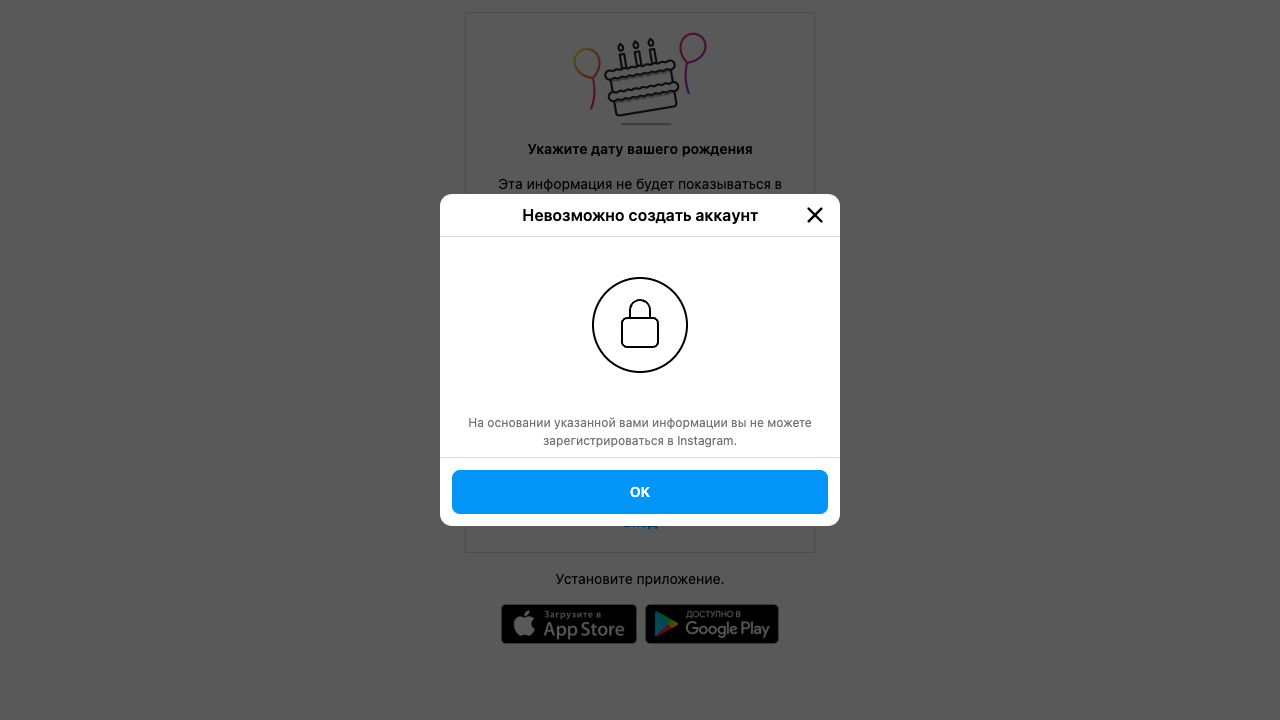 Укажите дату вашего рождения
Эта информация не будет показываться в
Невозможно создать аккаунт
На основании указанной вами информации вы не можете
зарегистрироваться в Instagram.
OK
Установите приложение.
Загрузите в
App Store
ДОСТУПНО В
Google Play